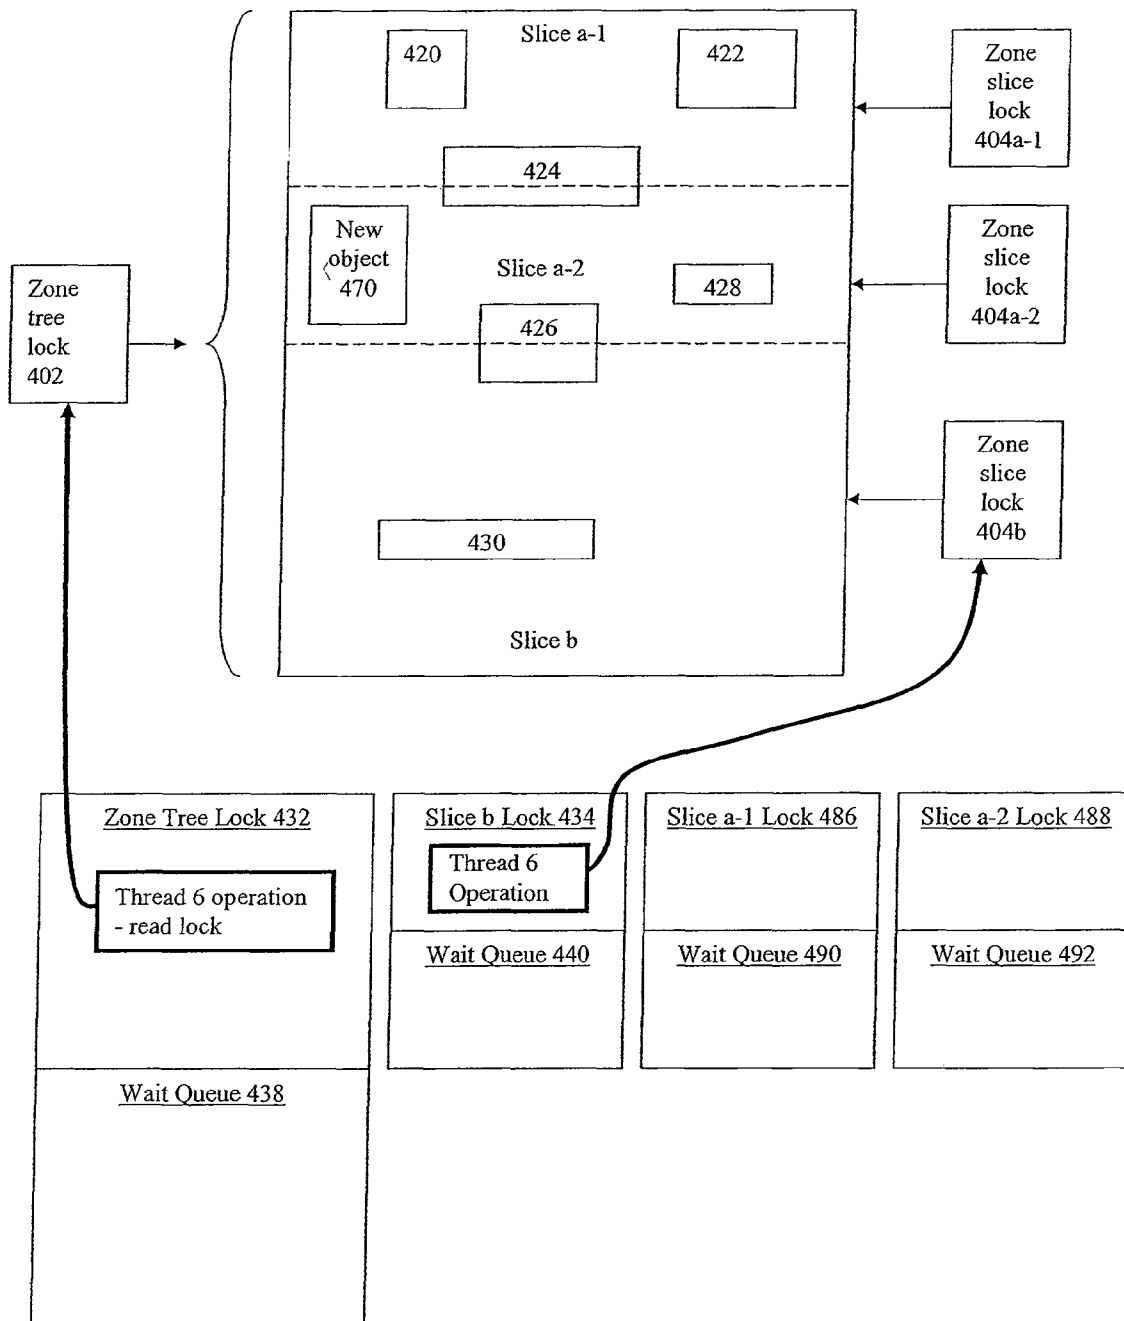 Slice a-1
420
422
Zone
slice
lock
404a-1
424
New
object
470
Slice a-2
428
Zone
slice
lock
404a-2
Zone
tree
lock
402
426
Zone
slice
lock
404b
430
Slice b
Zone Tree Lock 432
Thread 6 operation
- read lock
Wait Queue 438
Slice b Lock 434
Thread 6
Operation
Wait Queue 440
Slice a-1 Lock 486
Wait Queue 490
Slice a-2 Lock 488
Wait Queue 492